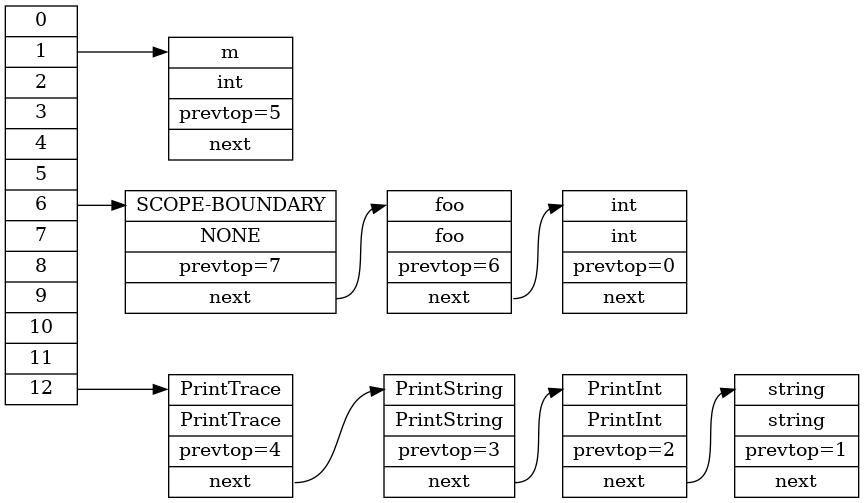 0
1
2
3
4
5
6
7
8
9
10
11
12
m
int
prevtop=5
next
SCOPE-BOUNDARY
NONE
prevtop=7
next
foo
foo
prevtop=6
next
int
int
prevtop=0
next
PrintTrace
PrintTrace
prevtop=4
next
PrintString
PrintString
prevtop=3
next
PrintInt
PrintInt
prevtop=2
next
string
string
prevtop=1
next